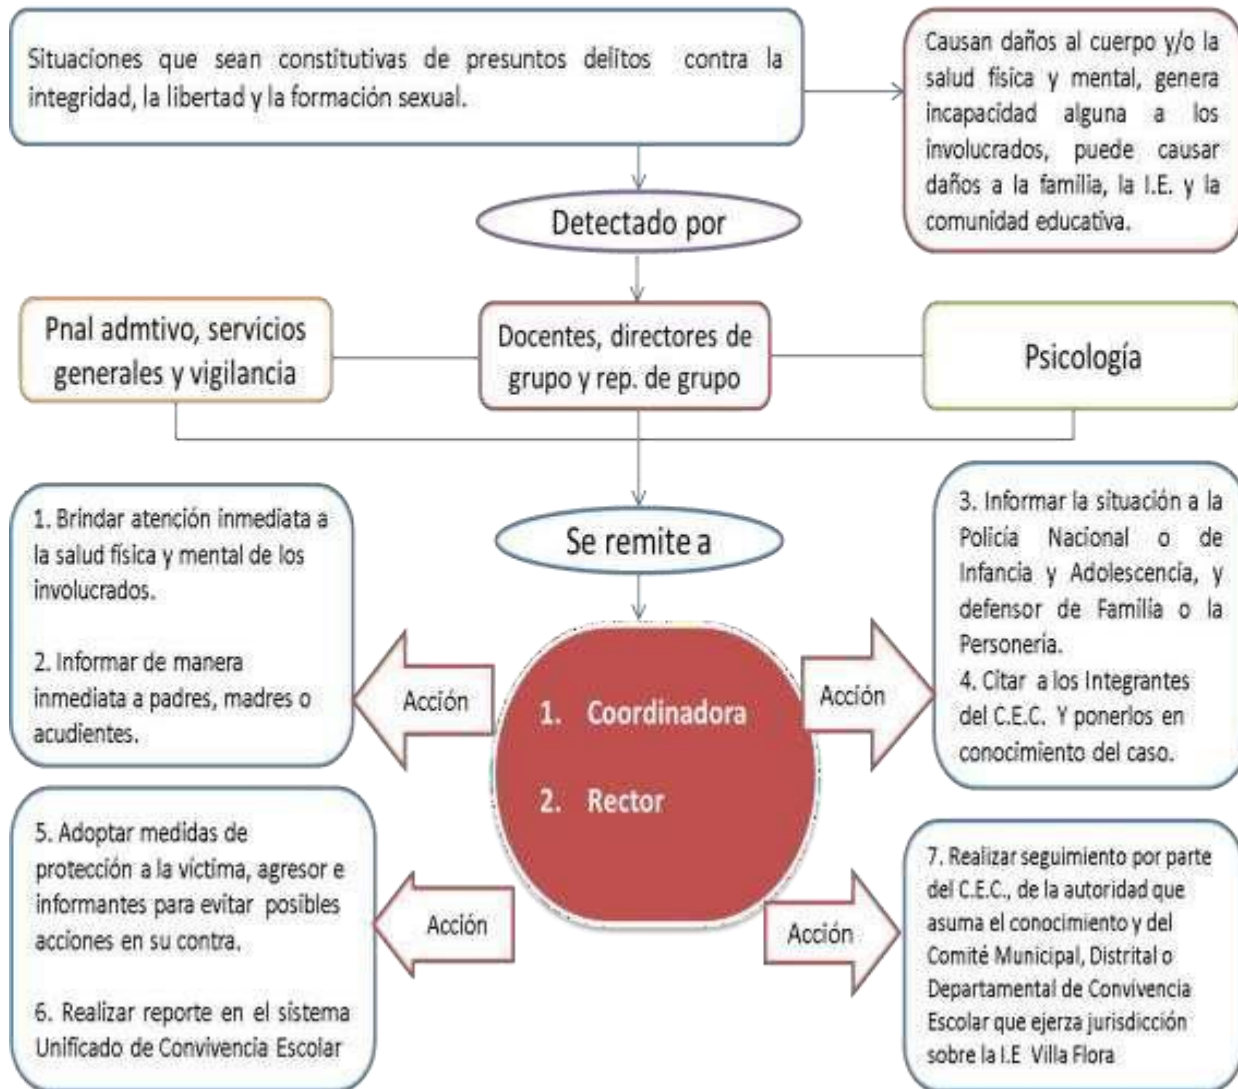 Situaciones que sean constitutivas de presuntos delitos contra la
integridad, la libertad y la formación sexual.
Causan daños al cuerpo y/o la
salud física y mental, genera
incapacidad alguna a los
involucrados, puede causar
daños a la familia, la I.E. y la
comunidad educativa.
Detectado por
Pnal admtivo, servicios
generales y vigilancia
Docentes, directores de
grupo y rep. de grupo
Psicología
Se remite a
1. Brindar atención inmediata a
la salud física y mental de los
involucrados.
2. Informar de manera
inmediata a padres, madres o
acudientes.
Acción
1. Coordinadora
2. Rector
Acción
3. Informar la situación a la
Policía Nacional o de
Infancia y Adolescencia, y
defensor de Familia o la
Personería.
4. Citar a los Integrantes
del C.E.C. Y ponerlos en
conocimiento del caso.
5. Adoptar medidas de
protección a la víctima, agresor e
informantes para evitar posibles
acciones en su contra.
6. Realizar reporte en el sistema
Unificado de Convivencia Escolar
Acción
Acción
7. Realizar seguimiento por parte
del C.E.C., de la autoridad que
asuma el conocimiento y del
Comité Municipal, Distrital o
Departamental de Convivencia
Escolar que ejerza jurisdicción
sobre la I.E Villa Flora